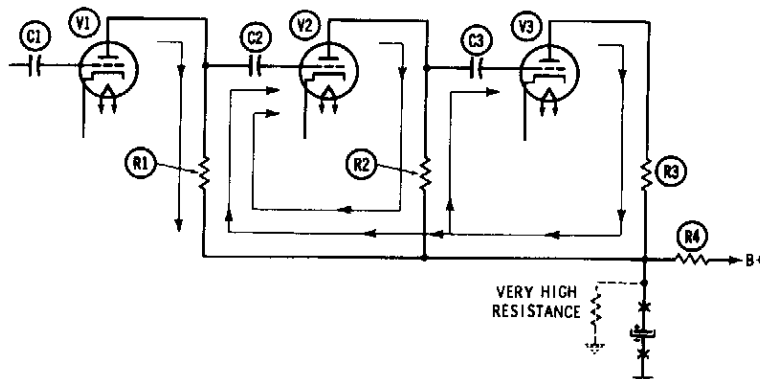 C1
V1
C2
V2
C3
V3
R1
R2
R3
R4
B+
VERY HIGH
RESISTANCE
+